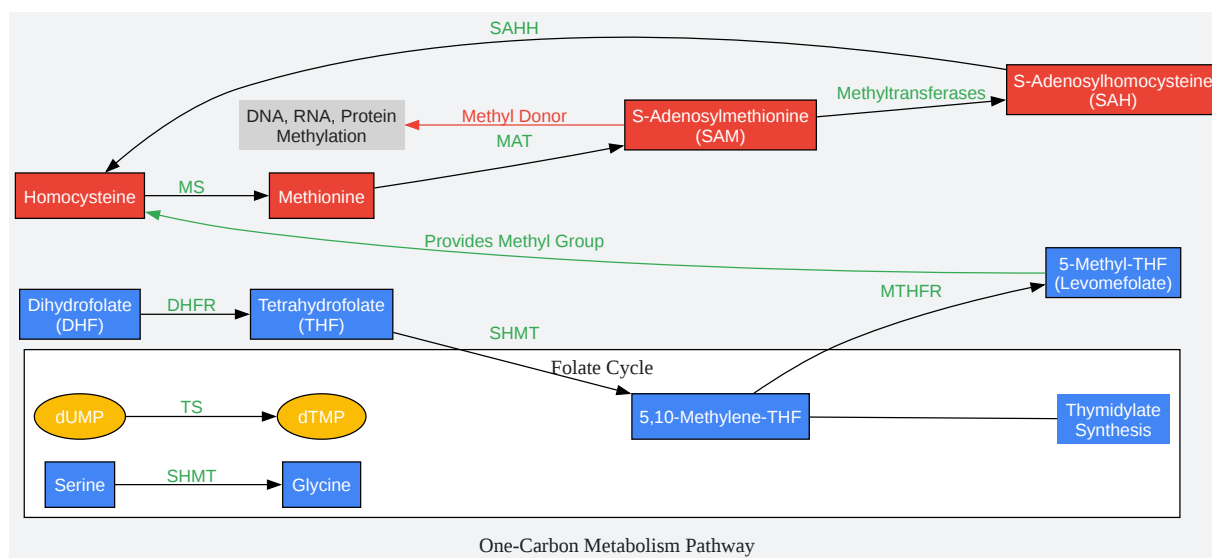 SAHH
S-Adenosylhomocysteine
(SAH)
Methyltransferases
DNA, RNA, Protein
Methylation
Methyl Donor
S-Adenosylmethionine
(SAM)
MAT
Homocysteine
MS
Methionine
Provides Methyl Group
5-Methyl-THF
(Levomefolate)
MTHFR
Dihydrofolate
(DHF)
DHFR
Tetrahydrofolate
(THF)
SHMT
Folate Cycle
dUMP
TS
dTMP
5,10-Methylene-THF
Thymidylate
Synthesis
Serine
SHMT
Glycine
One-Carbon Metabolism Pathway